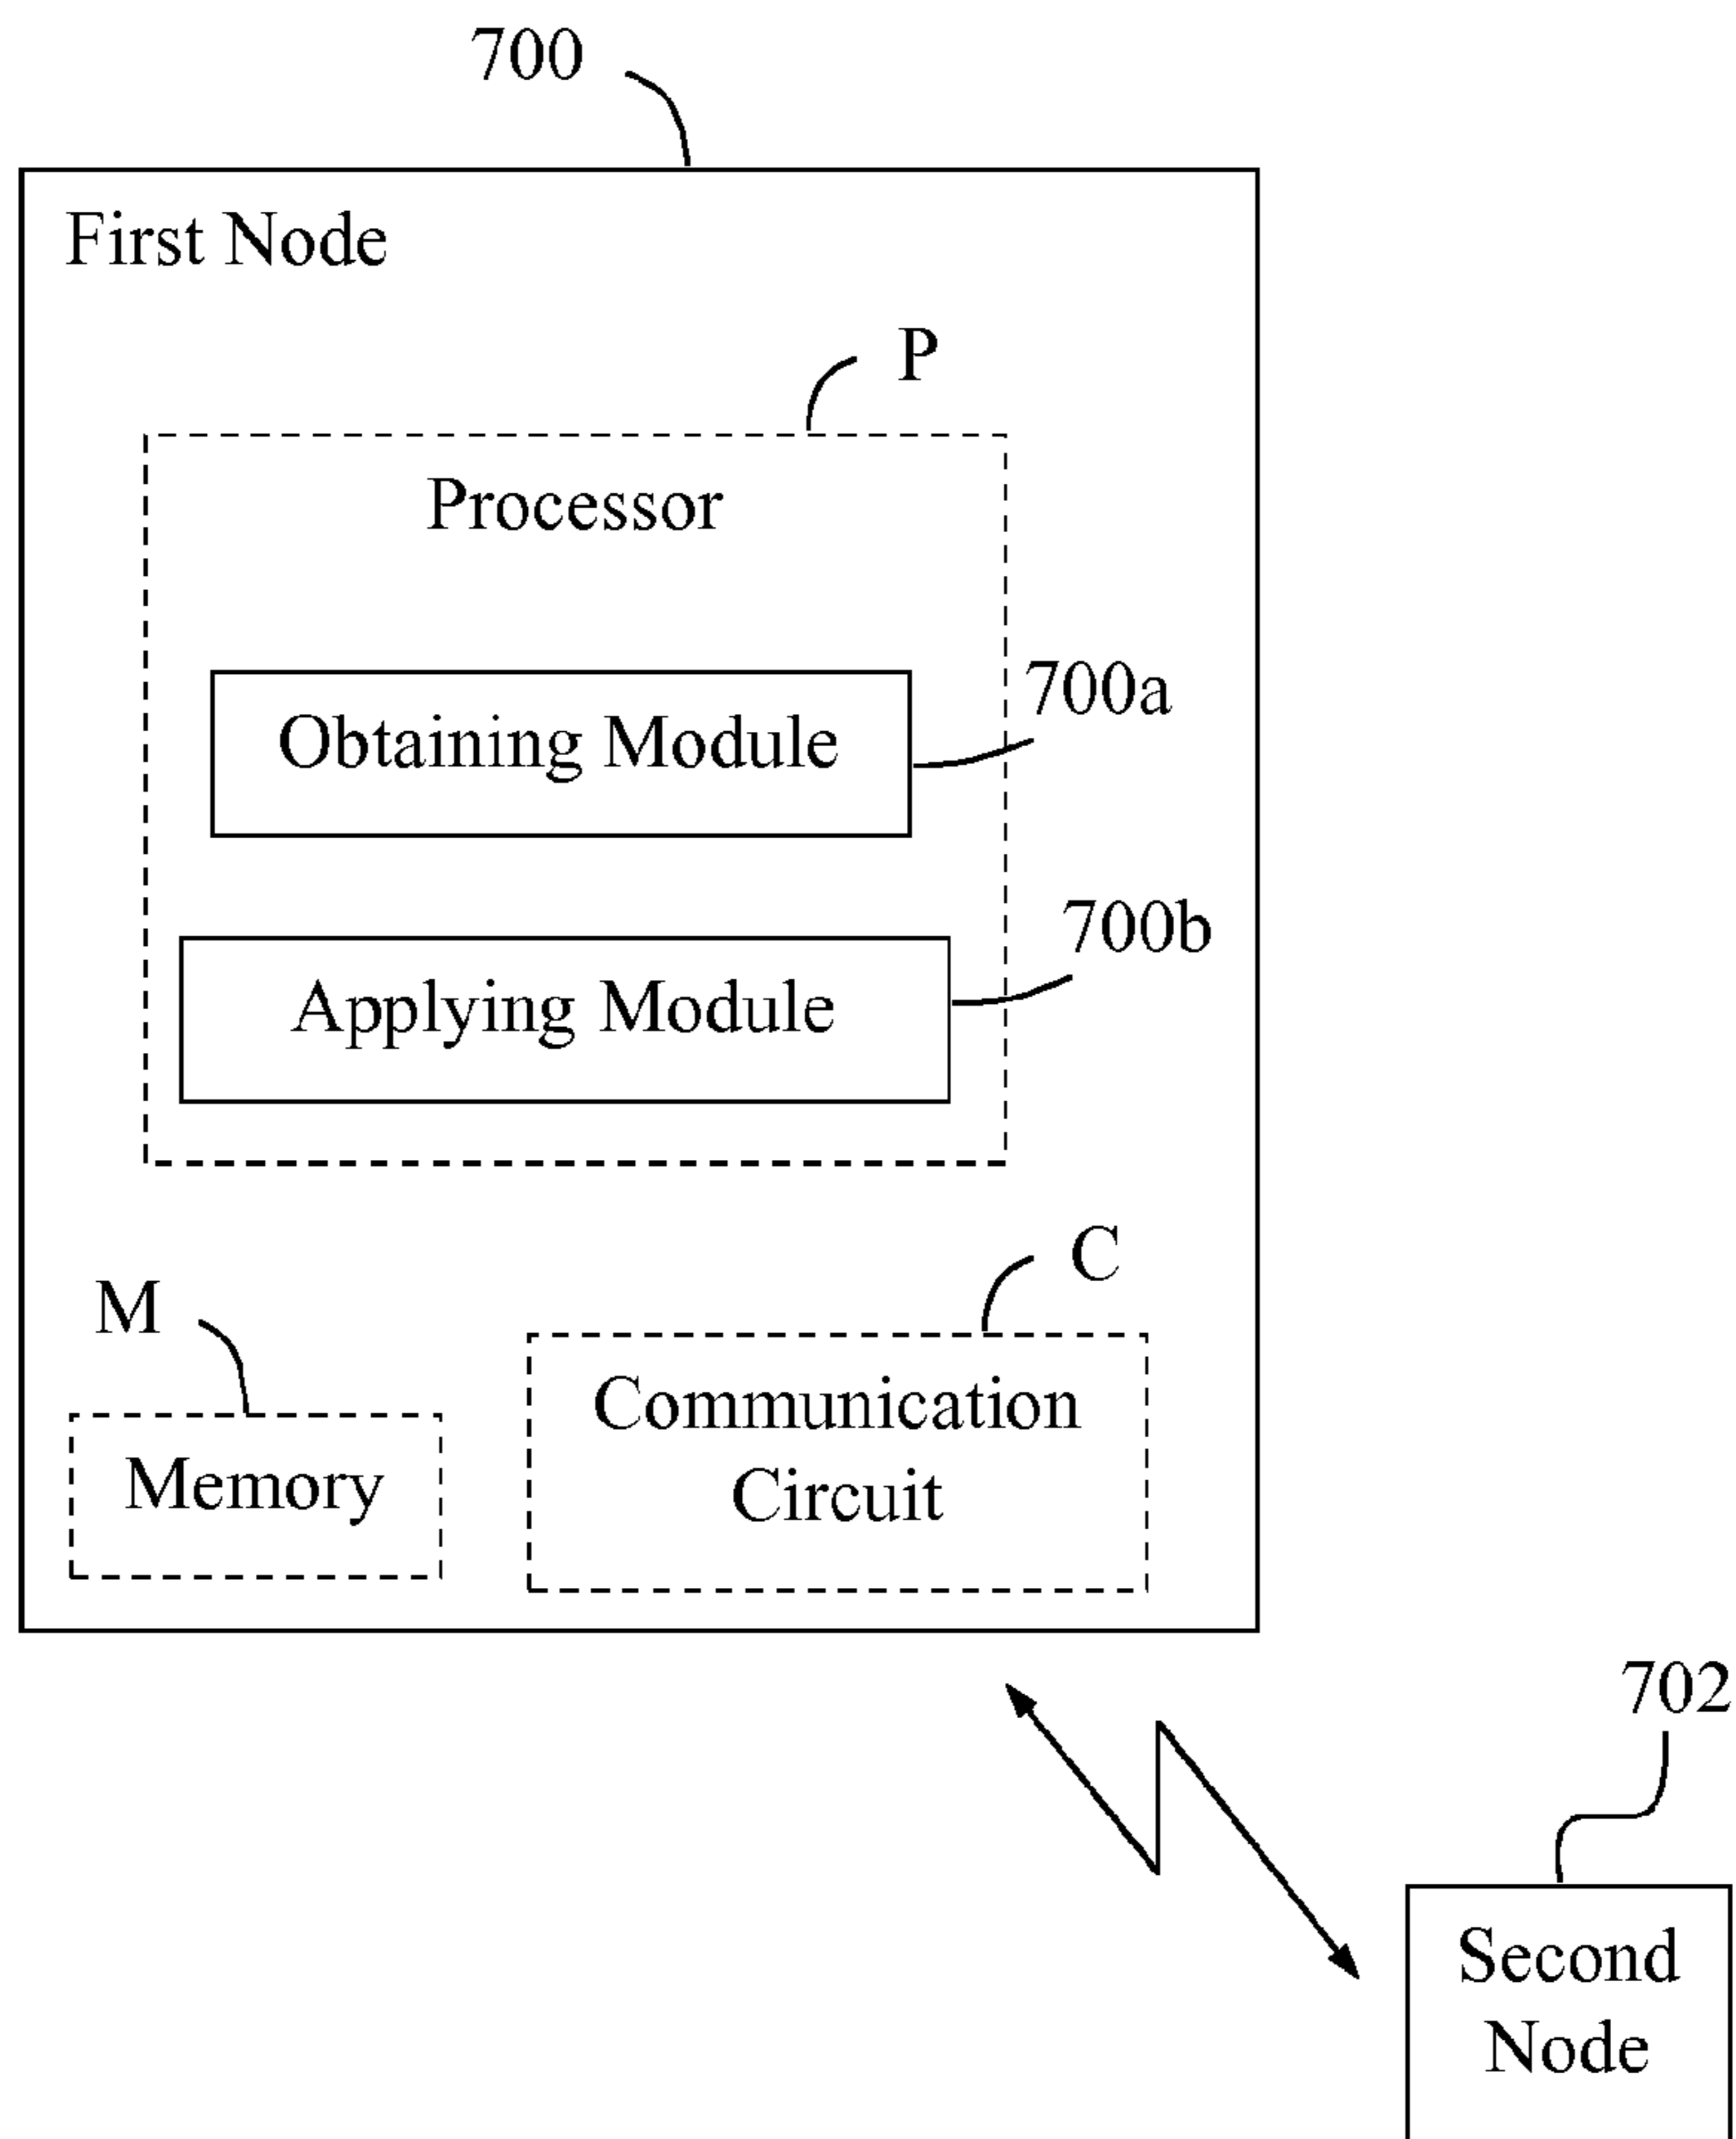 700
First Node
P
Processor
700a
Obtaining Module
700b
Applying Module
C
M
Communication
Circuit
Memory
702
Second
Node